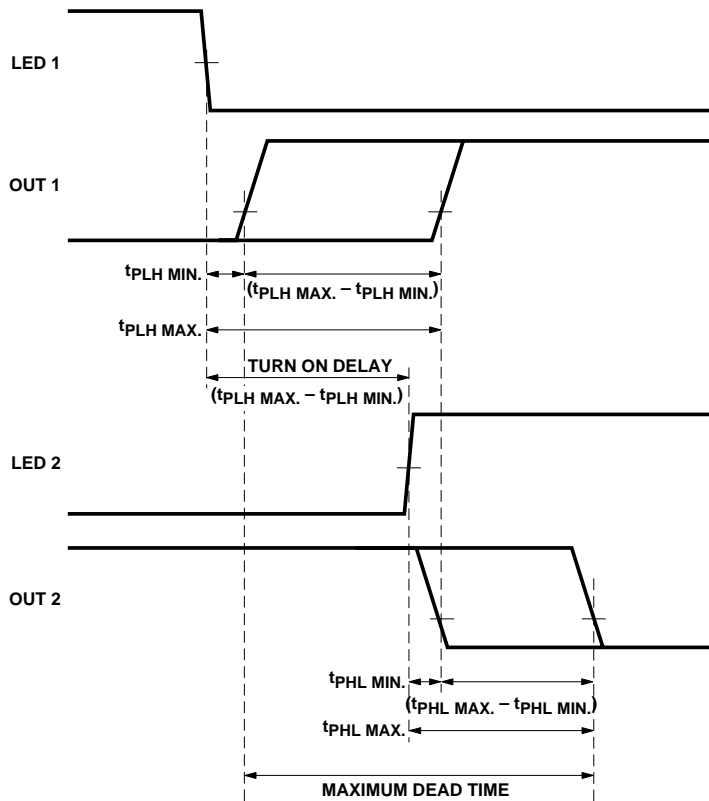 LED 1
OUT 1
tPLH MIN.
(tPLH MAX. – tPLH MIN.)
tPLH MAX.
TURN ON DELAY
(tPLH MAX. – tPLH MIN.)
LED 2
OUT 2
tPHL MIN.
(tPHL MAX. – tPHL MIN.)
tPHL MAX.
MAXIMUM DEAD TIME